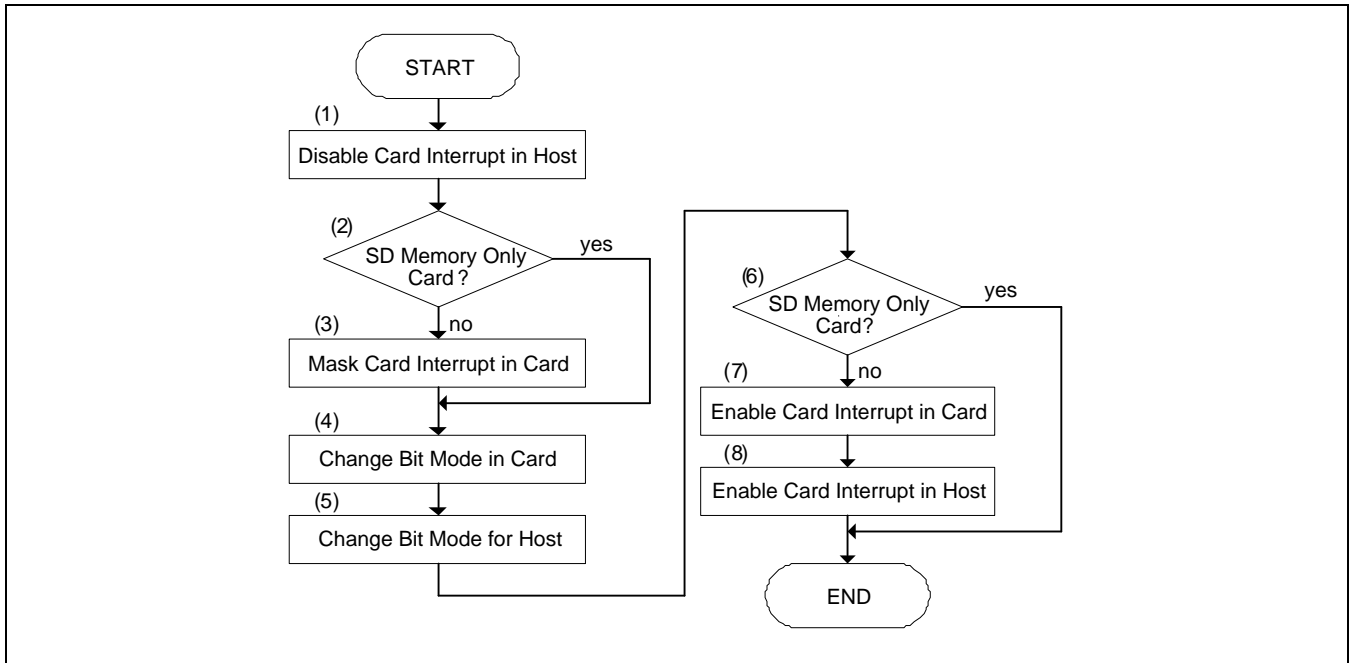 START
(1)
Disable Card Interrupt in Host
(2)
SD Memory Only
Card ?
yes
no
(3)
Mask Card Interrupt in Card
(4)
Change Bit Mode in Card
(5)
Change Bit Mode for Host
(6)
SD Memory Only
Card?
yes
no
(7)
Enable Card Interrupt in Card
(8)
Enable Card Interrupt in Host
END